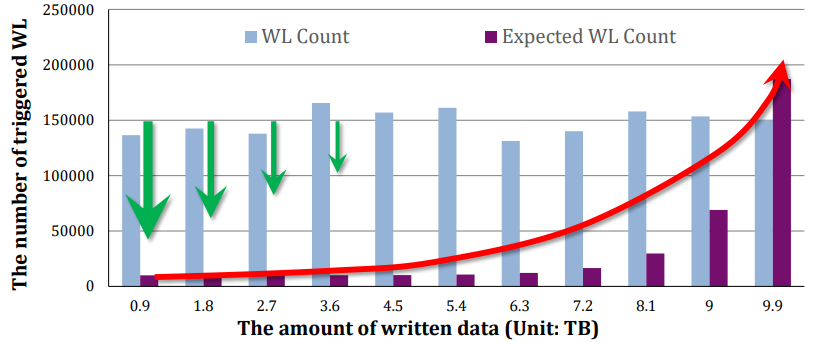 The number of triggered WL
250000
200000
150000
100000
50000
0
WL Count
Expected WL Count
0.9 1.8 2.7 3.6 4.5 5.4 6.3 7.2 8.1 9 9.9
The amount of written data (Unit: TB)